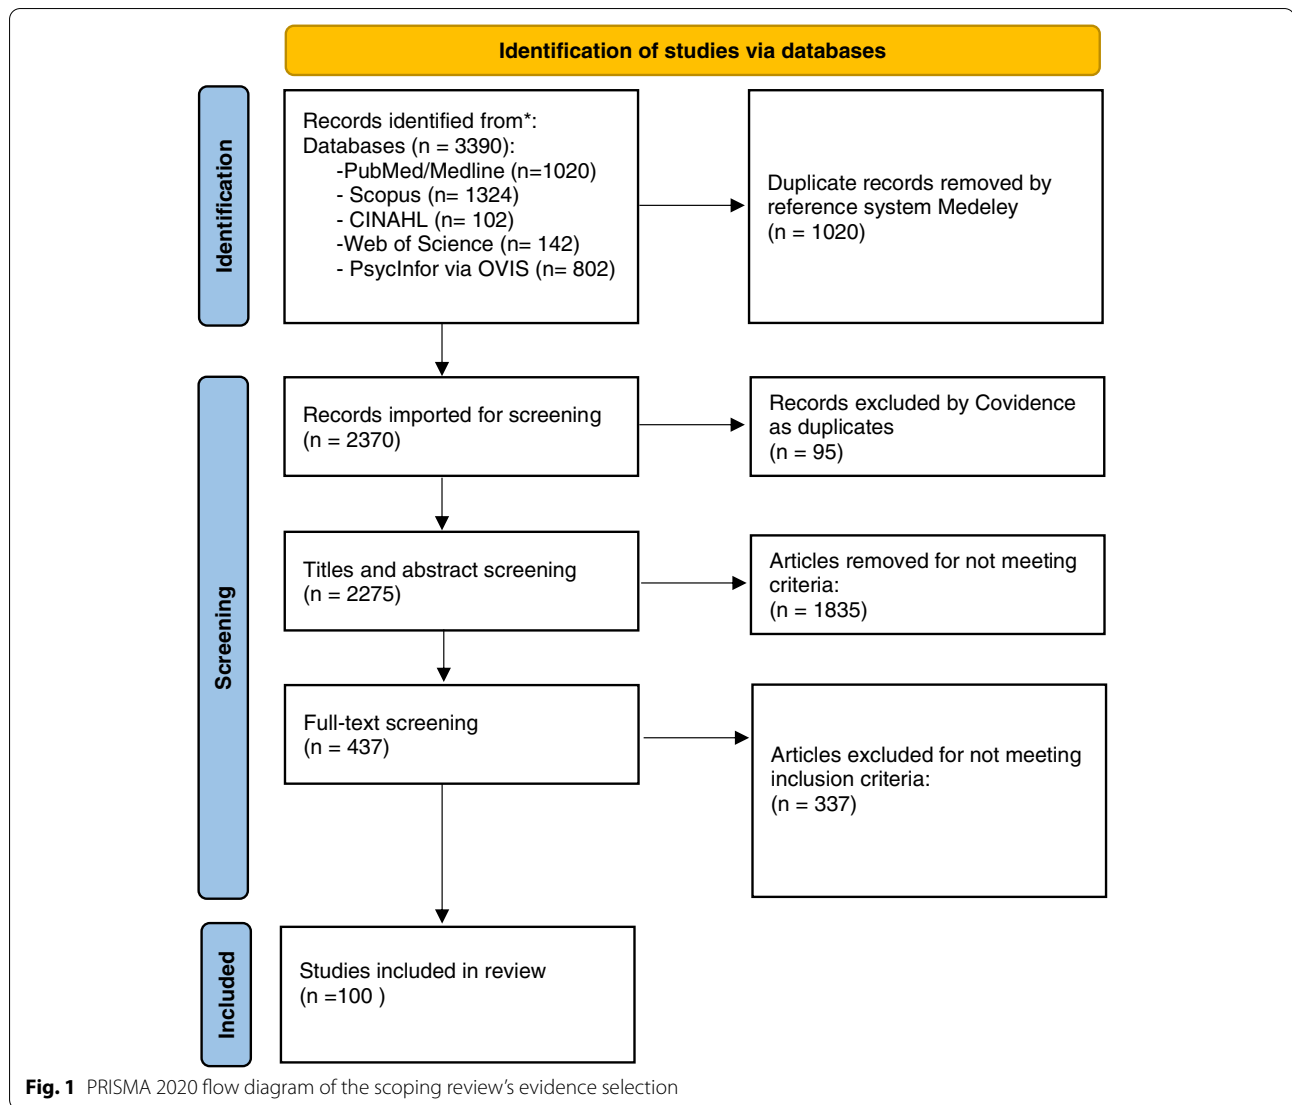 Identification of studies via databases
Identification
Records identified from*:
Databases (n = 3390):
-PubMed/Medline (n=1020)
- Scopus (n= 1324)
- CINAHL (n= 102)
-Web of Science (n= 142)
- PsycInfor via OVIS (n= 802)
Duplicate records removed by
reference system Medeley
(n = 1020)
Screening
Records imported for screening
(n = 2370)
Records excluded by Covidence
as duplicates
(n = 95)
Titles and abstract screening
(n = 2275)
Articles removed for not meeting
criteria:
(n = 1835)
Full-text screening
(n = 437)
Articles excluded for not meeting
inclusion criteria:
(n = 337)
Included
Studies included in review
(n =100 )
Fig. 1 PRISMA 2020 flow diagram of the scoping review's evidence selection